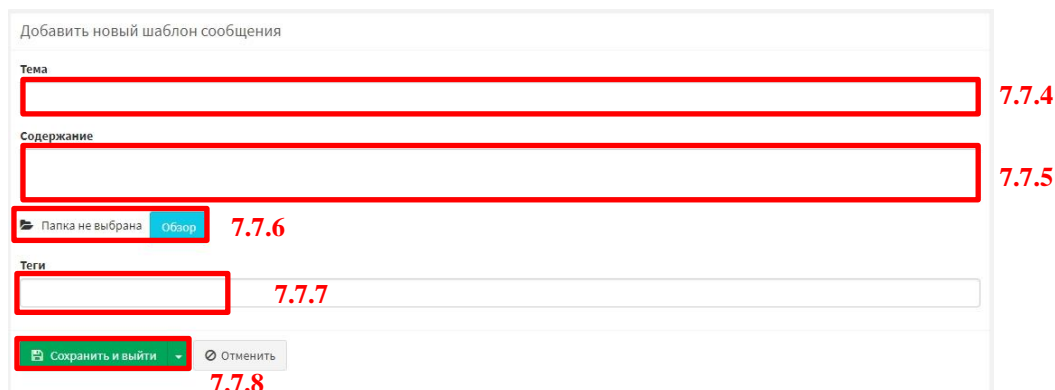 Добавить новый шаблон сообщения
Тема
7.7.4
Содержание
7.7.5
Папка не выбрана Обзор 7.7.6
Теги
7.7.7
Сохранить и выйти Отменить
7.7.8